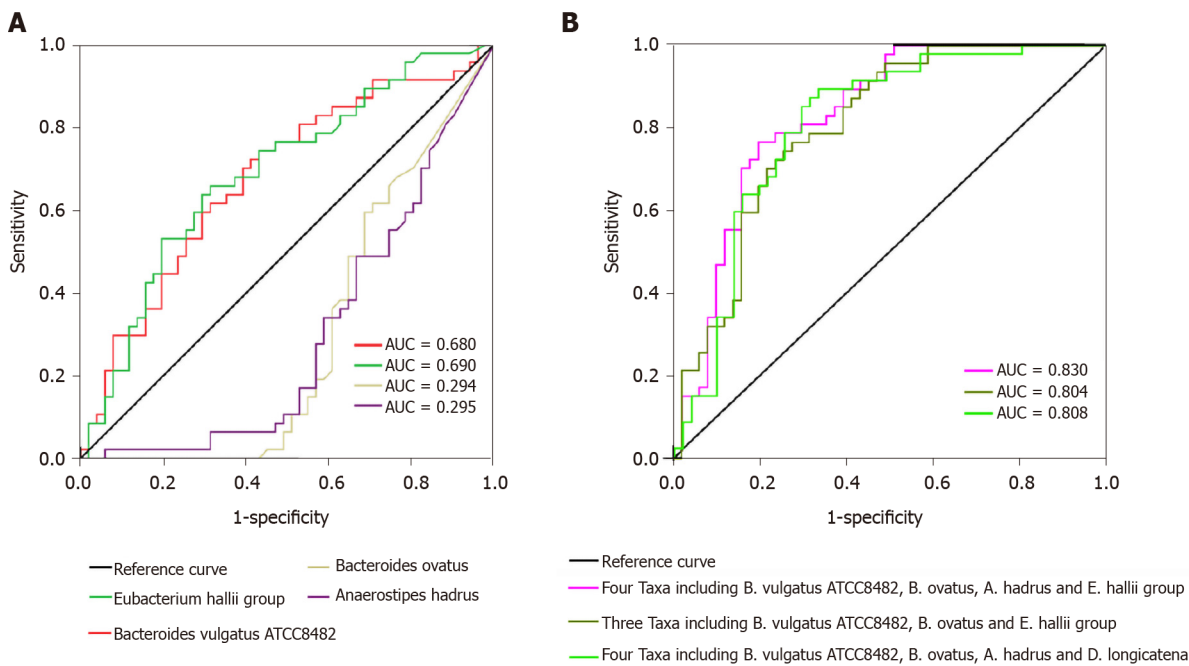 A
1.0
0.8
0.6
0.4
0.2
0.0
Sensitivity
AUC = 0.680
AUC = 0.690
AUC = 0.294
AUC = 0.295
0.0 0.2 0.4 0.6 0.8 1.0
1-specificity
Reference curve
Eubacterium hallii group
Bacteroides vulgatus ATCC8482
Bacteroides ovatus
Anaerostipes hadrus
B
1.0
0.8
0.6
0.4
0.2
0.0
Sensitivity
AUC = 0.830
AUC = 0.804
AUC = 0.808
0.0 0.2 0.4 0.6 0.8 1.0
1-specificity
Reference curve
Four Taxa including B. vulgatus ATCC8482, B. ovatus, A. hadrus and E. hallii group
Three Taxa including B. vulgatus ATCC8482, B. ovatus and E. hallii group
Four Taxa including B. vulgatus ATCC8482, B. ovatus, A. hadrus and D. longicatena